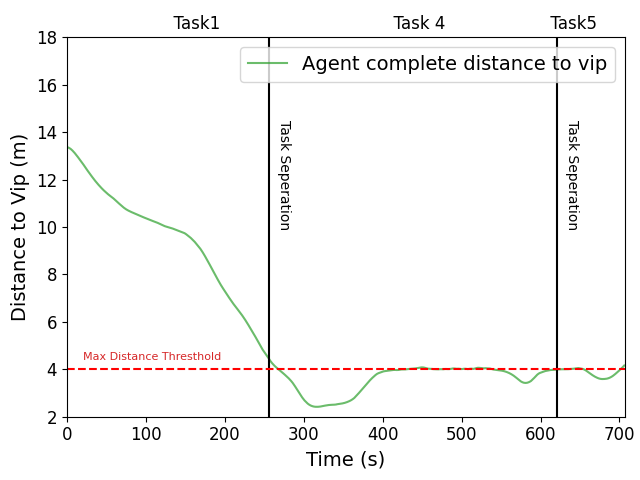 Task1 Task 4 Task5
Agent complete distance to vip
Distance to Vip (m)
18
16
14
12
10
8
6
4
2
Task Seperation
Task Seperation
Max Distance Thresthold
0 100 200 300 400 500 600 700
Time (s)